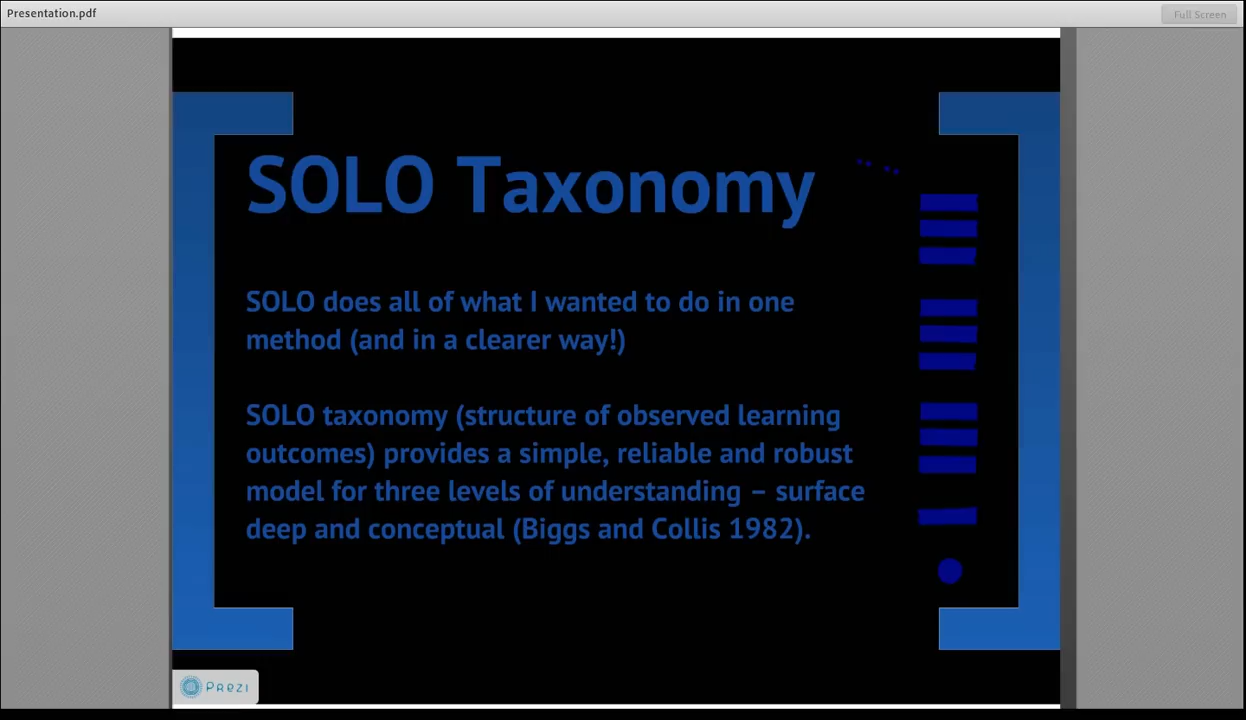 Presentation.pdf
Full Screen
SOLO Taxonomy
SOLO does all of what I wanted to do in one
method (and in a clearer way!)
SOLO taxonomy (structure of observed learning
outcomes) provides a simple, reliable and robust
model for three levels of understanding – surface
deep and conceptual (Biggs and Collis 1982).
Prezi